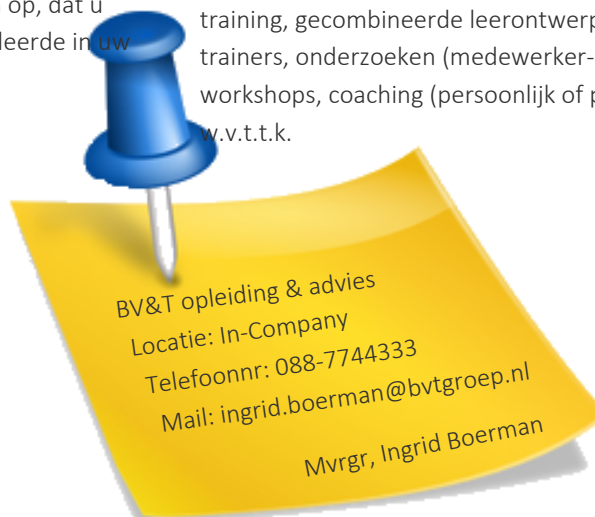 op, dat u
leerde in uw
training, gecombineerde leerontwerp
trainers, onderzoeken (medewerker-
workshops, coaching (persoonlijk of p
w.v.t.t.k.
BV&T opleiding & advies
Locatie: In-Company
Telefoonnr: 088-7744333
Mail: ingrid.boerman@bvtgroep.nl
Mvrgr, Ingrid Boerman